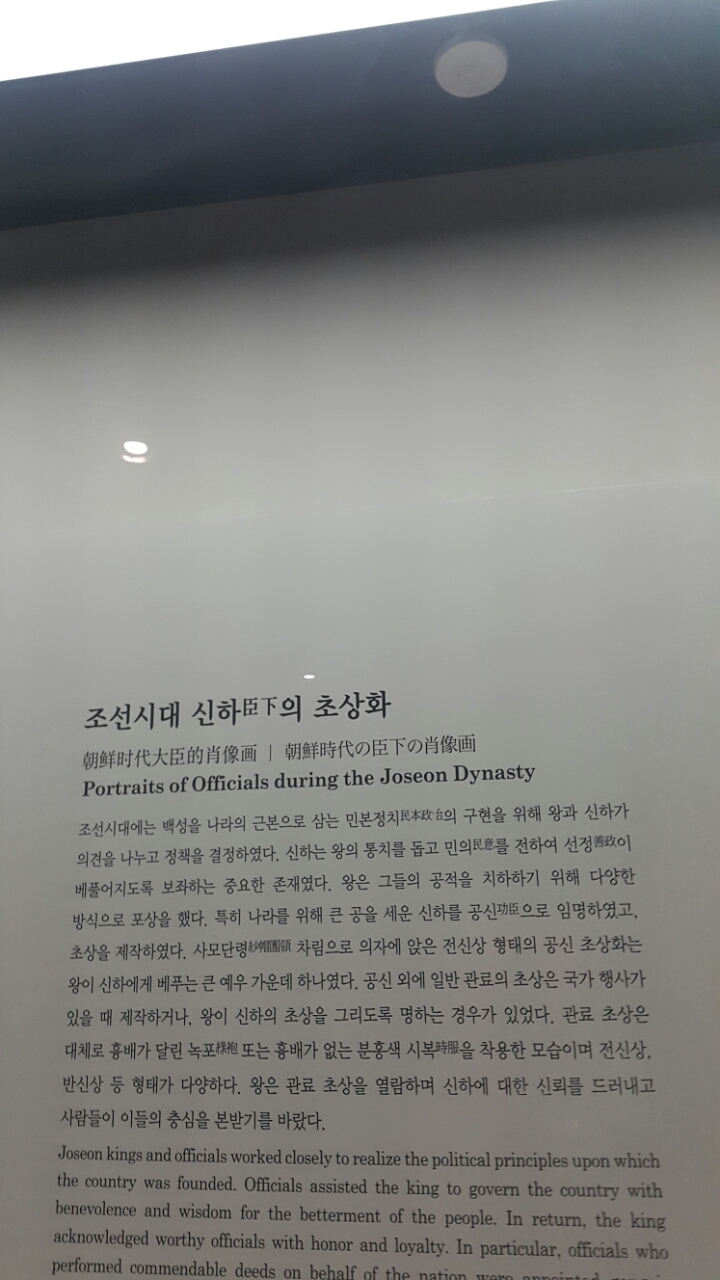 조선시대 신하臣下의 초상화
朝鲜时代大臣的肖像画 | 朝鮮時代の臣下の肖像画
Portraits of Officials during the Joseon Dynasty
조선시대에는 백성을 나라의 근본으로 삼는 민본정치民本政治의 구현을 위해 왕과 신하가
의견을 나누고 정책을 결정하였다. 신하는 왕의 통치를 돕고 민의民意를 전하여 선정善政이
베풀어지도록 보좌하는 중요한 존재였다. 왕은 그들의 공적을 치하하기 위해 다양한
방식으로 포상을 했다. 특히 나라를 위해 큰 공을 세운 신하를 공신功臣으로 임명하였고,
초상을 제작하였다. 사모단령紗帽團領 차림으로 의자에 앉은 전신상 형태의 공신 초상화는
왕이 신하에게 베푸는 큰 예우 가운데 하나였다. 공신 외에 일반 관료의 초상은 국가 행사가
있을 때 제작하거나, 왕이 신하의 초상을 그리도록 명하는 경우가 있었다. 관료 초상은
대체로 흉배가 달린 녹포綠袍 또는 흉배가 없는 분홍색 시복時服을 착용한 모습이며 전신상,
반신상 등 형태가 다양하다. 왕은 관료 초상을 열람하며 신하에 대한 신뢰를 드러내고
사람들이 이들의 충심을 본받기를 바랐다.
Joseon kings and officials worked closely to realize the political principles upon which
the country was founded. Officials assisted the king to govern the country with
benevolence and wisdom for the betterment of the people. In return, the king
acknowledged worthy officials with honor and loyalty. In particular, officials who
performed commendable deeds on behalf of the nation were appointed